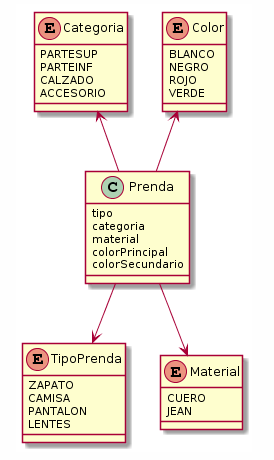 E Categoria
PARTESUP
PARTEINF
CALZADO
ACCESORIO
E Color
BLANCO
NEGRO
ROJO
VERDE
C Prenda
tipo
categoria
material
colorPrincipal
colorSecundario
E TipoPrenda
ZAPATO
CAMISA
PANTALON
LENTES
E Material
CUERO
JEAN